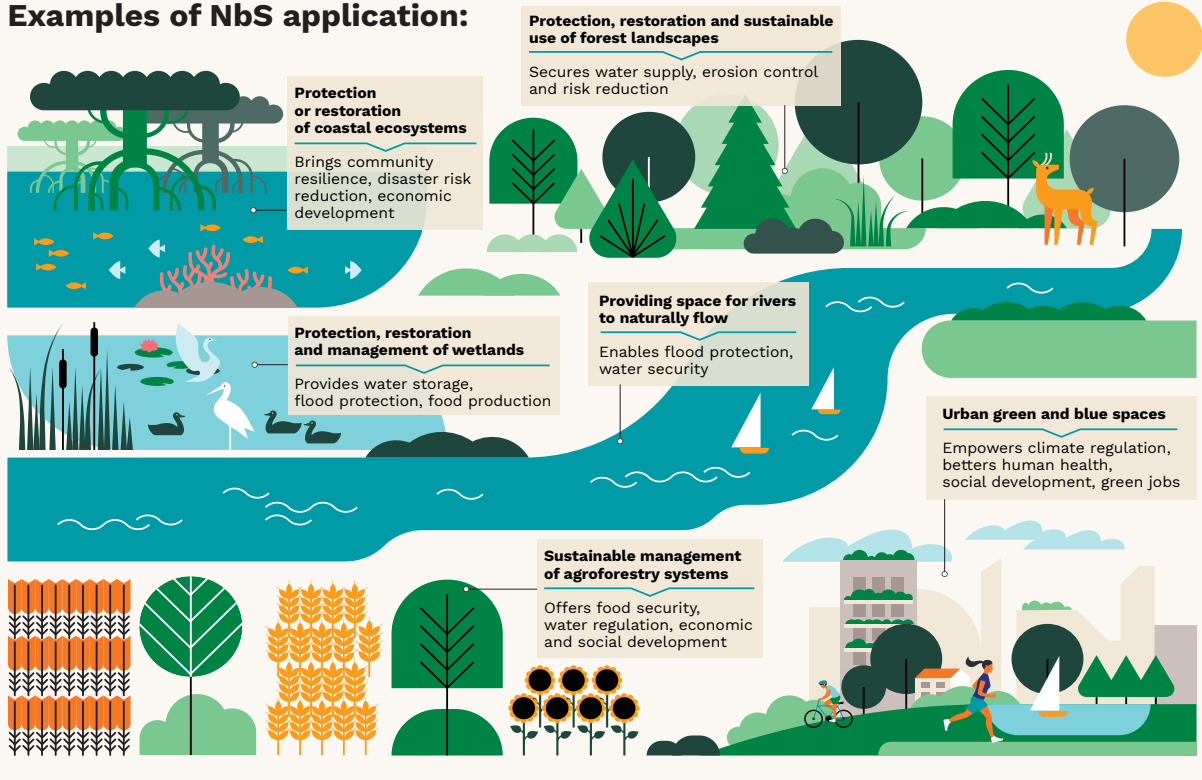 Examples of NbS application:
Protection, restoration and sustainable
use of forest landscapes
Secures water supply, erosion control
and risk reduction
Protection
or restoration
of coastal ecosystems
Brings community
resilience, disaster risk
reduction, economic
development
Providing space for rivers
to naturally flow
Enables flood protection,
water security
Protection, restoration
and management of wetlands
Provides water storage,
flood protection, food production
Urban green and blue spaces
Empowers climate regulation,
betters human health,
social development, green jobs
Sustainable management
of agroforestry systems
Offers food security,
water regulation, economic
and social development